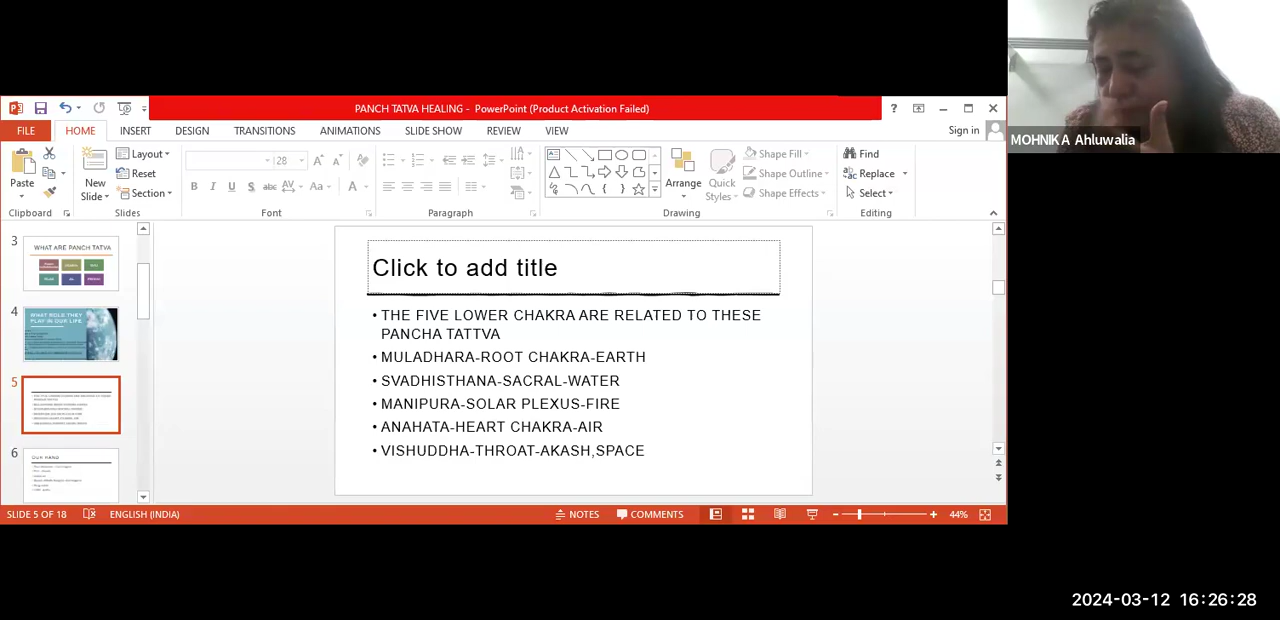 MOHNIKA Ahluwalia
PANCH TATVA HEALING - PowerPoint (Product Activation Failed)
FILE HOME INSERT DESIGN TRANSITIONS ANIMATIONS SLIDE SHOW REVIEW VIEW Sign in
Paste
New
Slide
Layout
Reset
Section
28
Arrange
Quick
Styles
Shape Fill
Shape Outline
Shape Effects
Find
Replace
Select
Clipboard Slides Font Paragraph Drawing Editing
3
WHAT ARE PANCH TATVA
4
WHAT ROLE THEY
PLAY IN OUR LIFE
5
6
OUR HAND
Click to add title
• THE FIVE LOWER CHAKRA ARE RELATED TO THESE
PANCHA TATTVA
• MULADHARA-ROOT CHAKRA-EARTH
• SVADHISTHANA-SACRAL-WATER
• MANIPURA-SOLAR PLEXUS-FIRE
• ANAHATA-HEART CHAKRA-AIR
• VISHUDDHA-THROAT-AKASH,SPACE
SLIDE 5 OF 18 ENGLISH (INDIA) NOTES COMMENTS 44%
2024-03-12 16:26:28